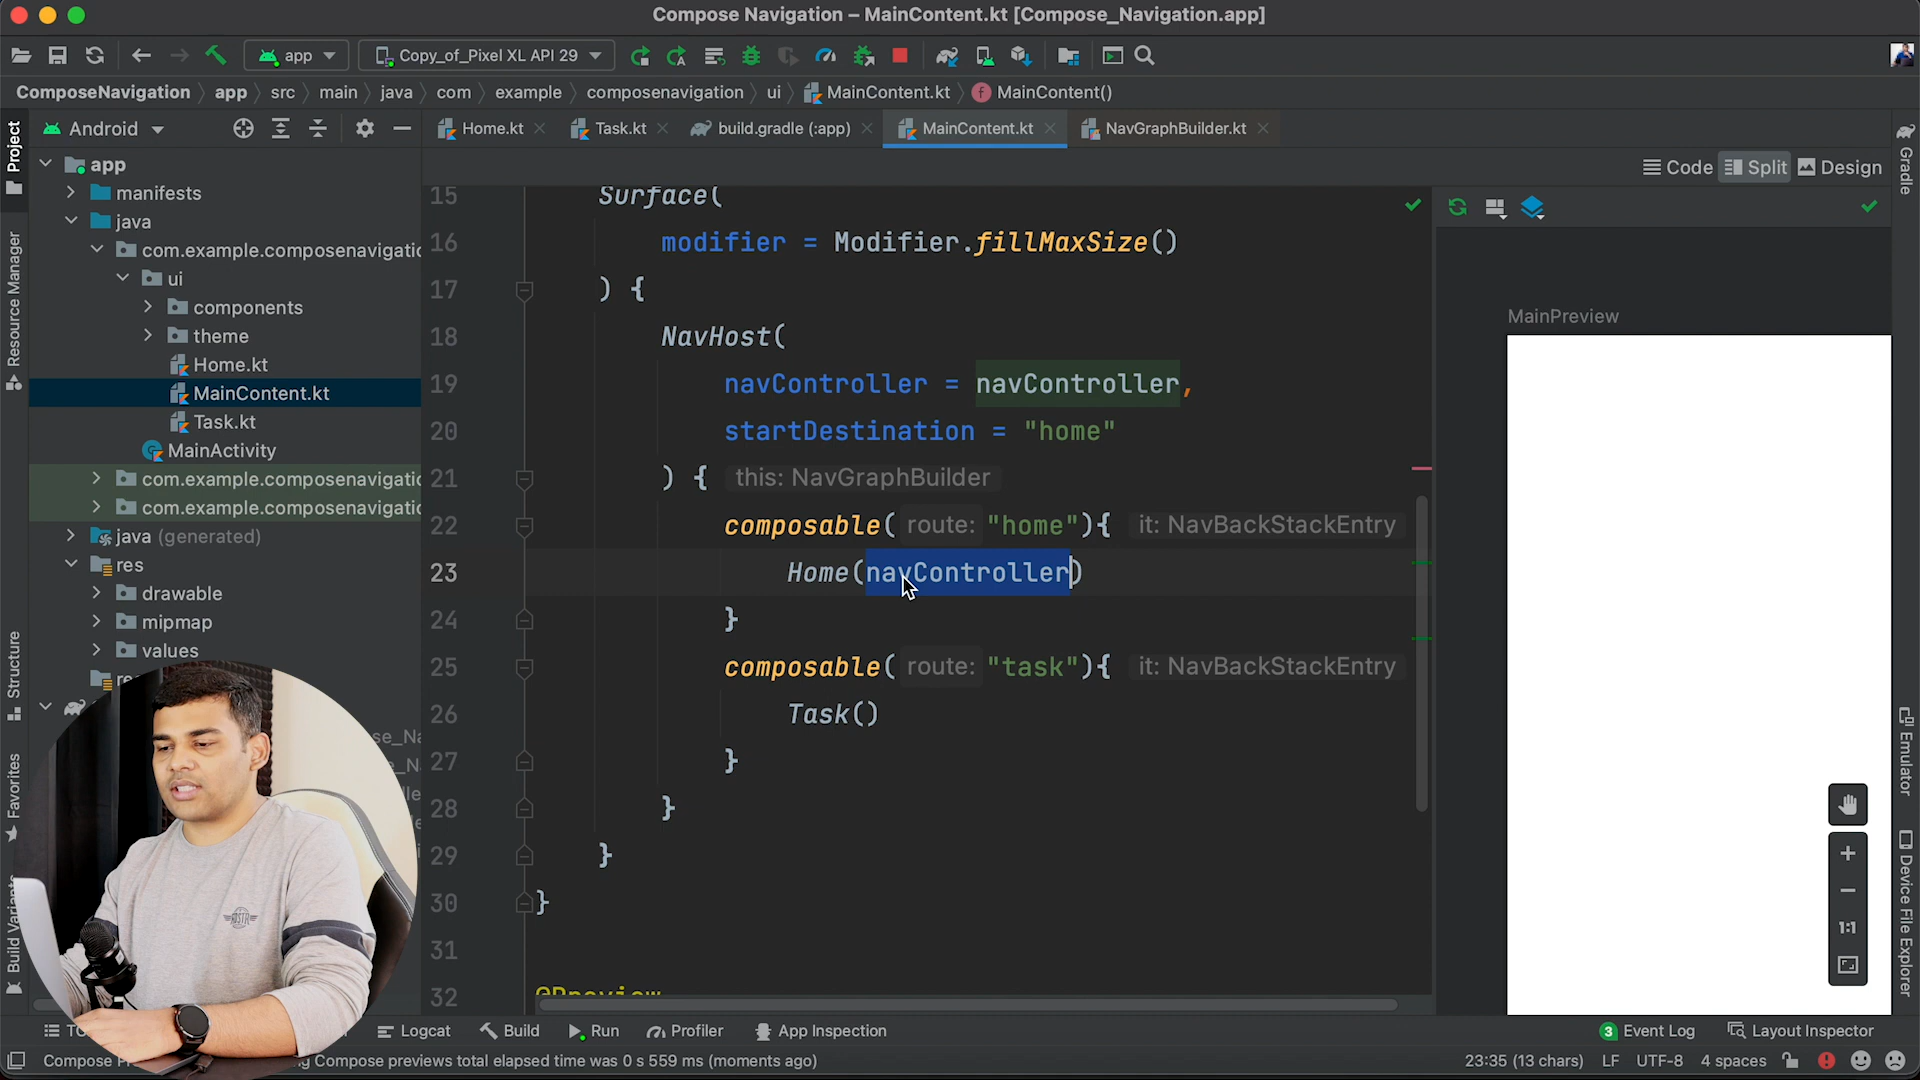 Compose Navigation – MainContent.kt [Compose_Navigation.app]
app
Copy_of_Pixel XL API 29
ComposeNavigation app src main java com example composenavigation ui MainContent.kt MainContent()
Project
Android
Home.kt
Task.kt
build.gradle (:app)
MainContent.kt
NavGraphBuilder.kt
Gradle
Code Split Design
app
manifests
java
com.example.composenavigatic
ui
components
theme
Home.kt
MainContent.kt
Task.kt
MainActivity
com.example.composenavigatic
com.example.composenavigatic
java (generated)
res
drawable
mipmap
values
Resource Manager
Structure
Favorites
Build Variants
15 Surface(
16 modifier = Modifier.fillMaxSize()
17 ) {
18 NavHost(
19 navController = navController,
20 startDestination = "home"
21 ) { this: NavGraphBuilder
22 composable( route: "home"){ it: NavBackStackEntry
23 Home(navController)
24 }
25 composable( route: "task"){ it: NavBackStackEntry
26 Task()
27 }
28 }
29 }
30 }
31
32 @Preview
MainPreview
1:1
Emulator
Device File Explorer
Logcat Build Run Profiler App Inspection
3 Event Log Layout Inspector
Compose Compose previews total elapsed time was 0 s 559 ms (moments ago)
23:35 (13 chars) LF UTF-8 4 spaces